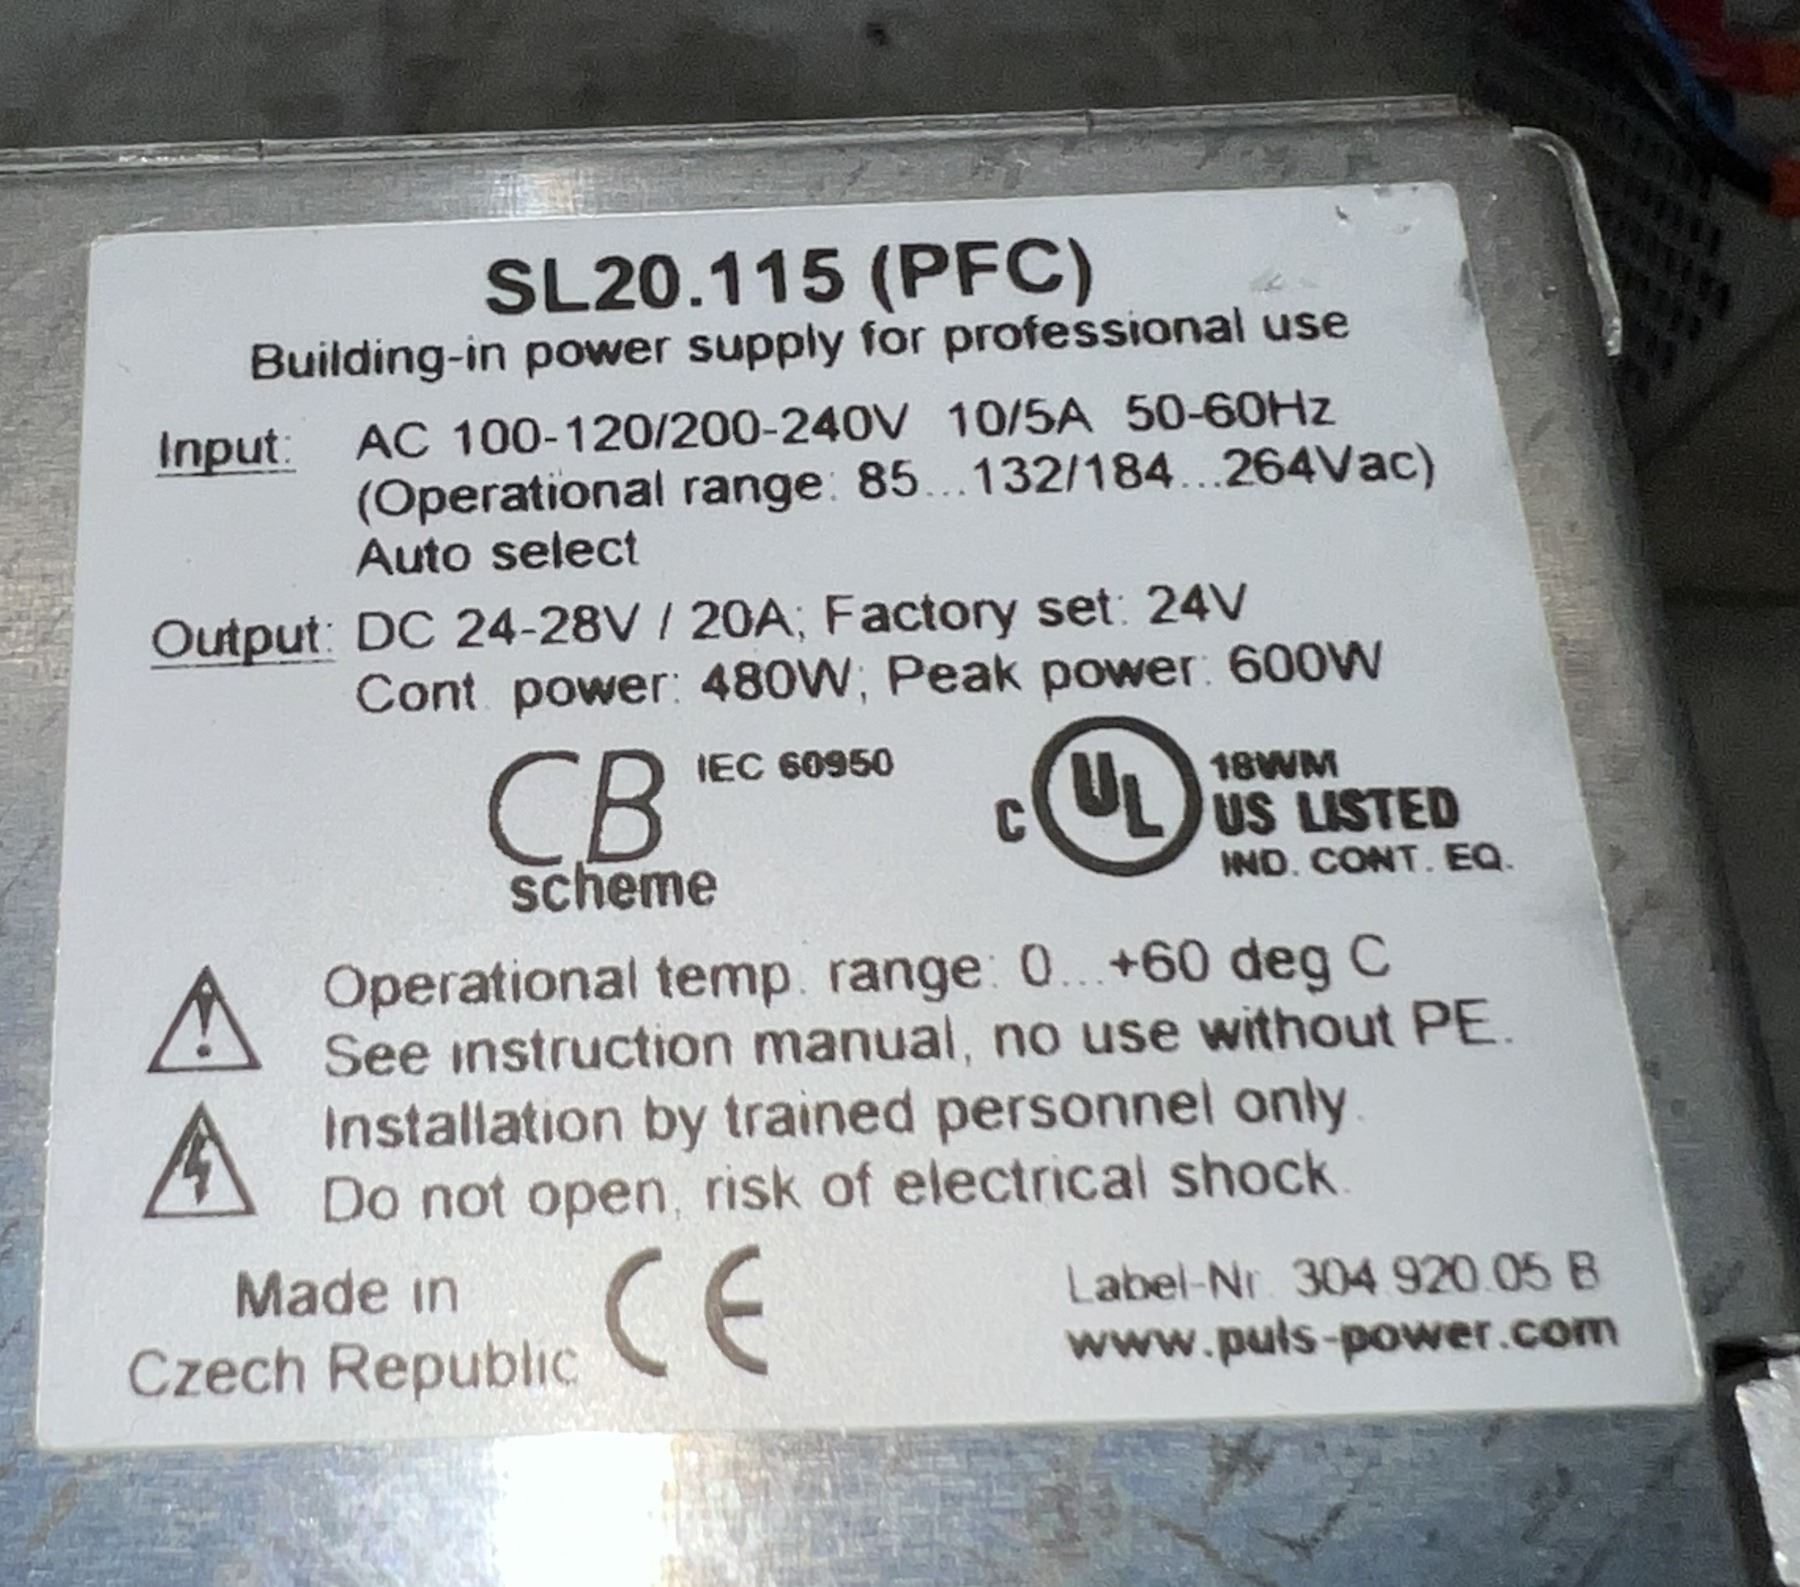 SL20.115 (PFC)
Building-in power supply for professional use
Input: AC 100-120/200-240V 10/5A 50-60Hz
(Operational range: 85...132/184...264Vac)
Auto select
Output: DC 24-28V / 20A; Factory set: 24V
Cont. power: 480W; Peak power: 600W
CB scheme IEC 60950
c UL US LISTED 18WM
IND. CONT. EQ.
Operational temp. range: 0...+60 deg C
See instruction manual, no use without PE.
Installation by trained personnel only.
Do not open, risk of electrical shock.
Made in
Czech Republic
CE
Label-Nr. 304.920.05 B
www.puls-power.com